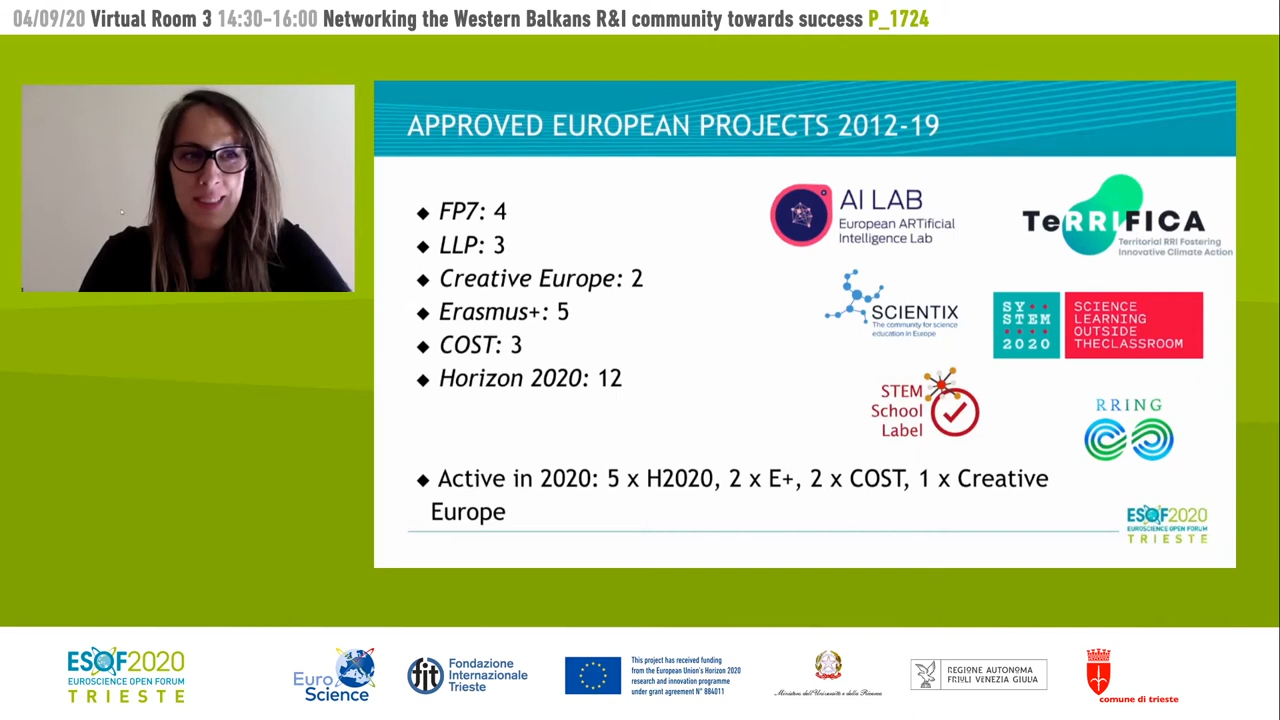 04/09/20 Virtual Room 3 14:30-16:00 Networking the Western Balkans R&I community towards success P_1724
APPROVED EUROPEAN PROJECTS 2012-19
◆ FP7: 4
◆ LLP: 3
◆ Creative Europe: 2
◆ Erasmus+: 5
◆ COST: 3
◆ Horizon 2020: 12
AI LAB
European ARTificial
Intelligence Lab
TeRRIFICA
Territorial RRI Fostering
Innovative Climate Action
SCIENTIX
The community for science
education in Europe
SY
STEM
2020
SCIENCE
LEARNING
OUTSIDE
THECLASSROOM
STEM
School
Label
RRING
◆ Active in 2020: 5 x H2020, 2 x E+, 2 x COST, 1 x Creative
Europe
ESOF2020
EUROSCIENCE OPEN FORUM
TRIESTE
ESOF2020
EUROSCIENCE OPEN FORUM
TRIESTE
Euro
Science
fit
Fondazione
Internazionale
Trieste
This project has received funding
from the European Union's Horizon 2020
research and innovation programme
under grant agreement N° 884011
Ministero dell'Università e della Ricerca
REGIONE AUTONOMA
FRIULI VENEZIA GIULIA
comune di trieste